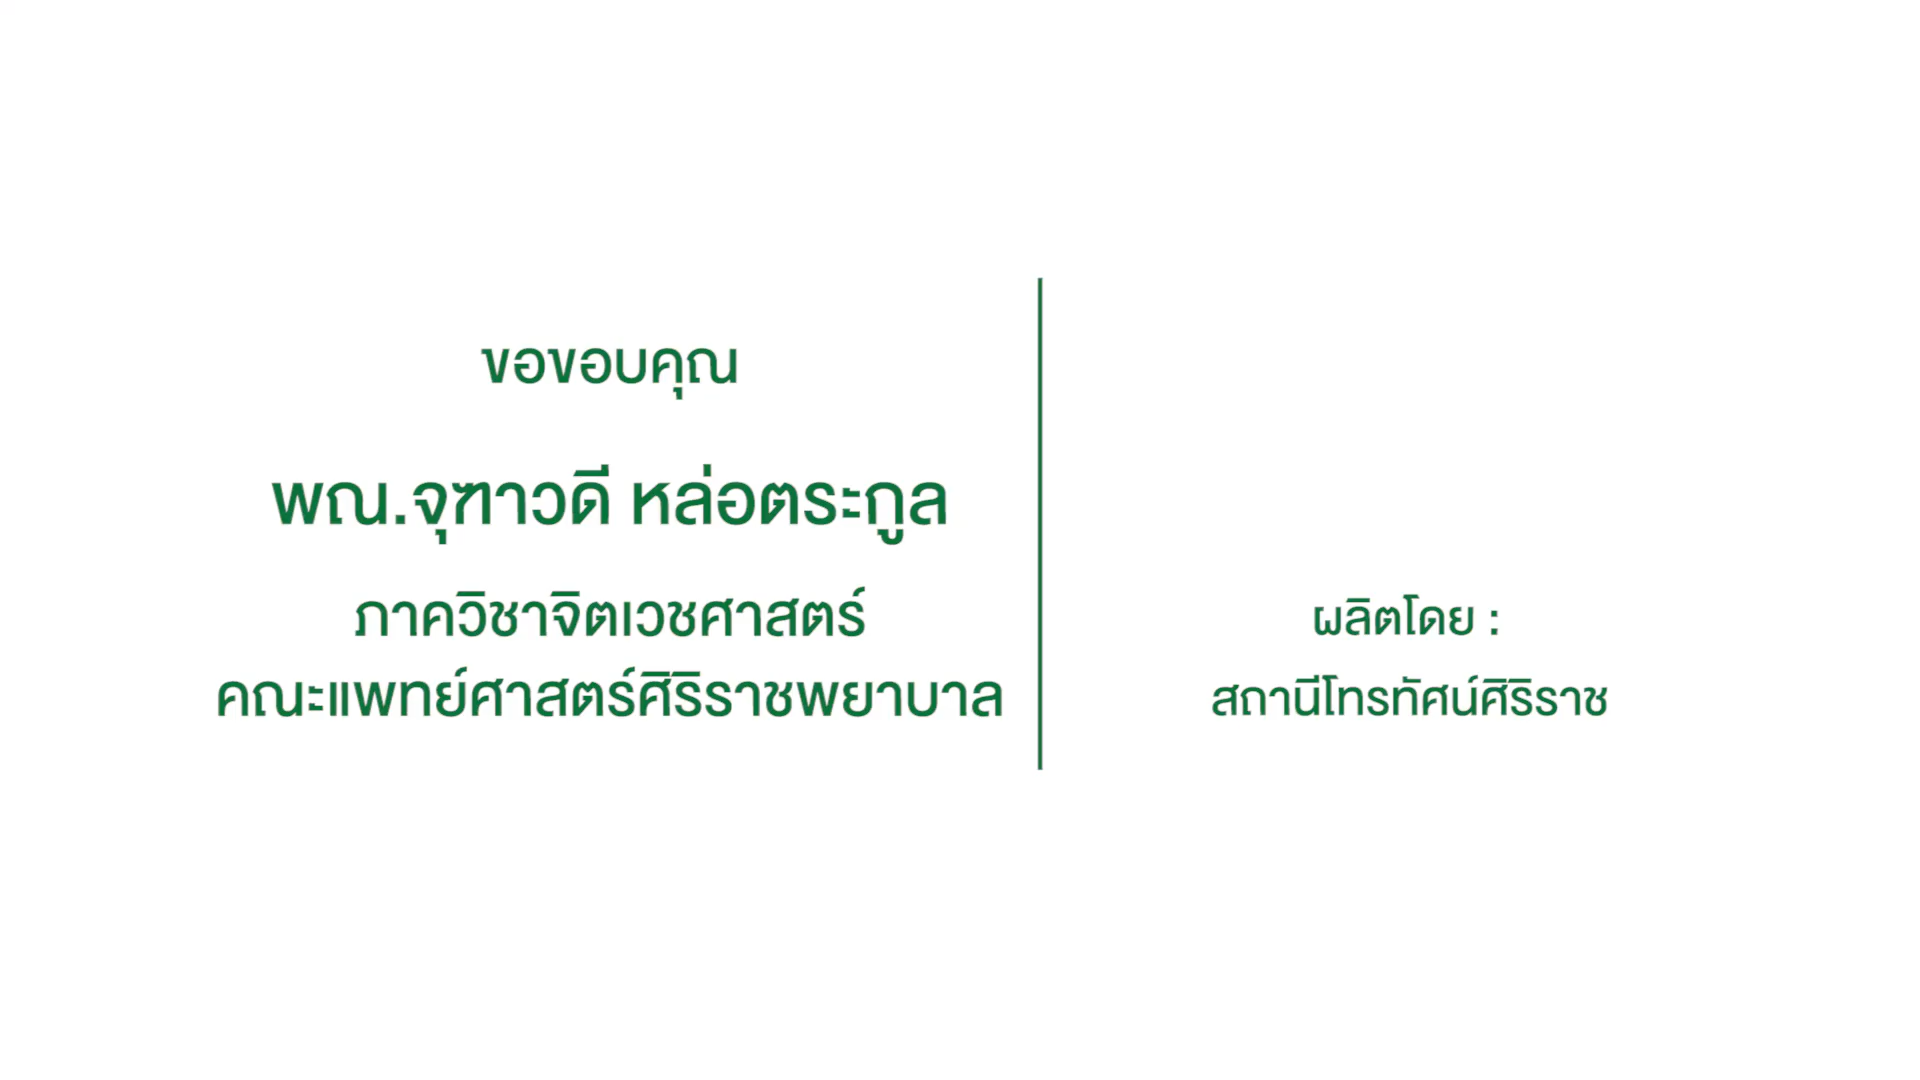 ขอขอบคุณ
พญ.จุฑาวดี หล่อตระกูล
ภาควิชาจิตเวชศาสตร์
คณะแพทย์ศาสตร์ศิริราชพยาบาล
ผลิตโดย :
สถานีโทรทัศน์ศิริราช